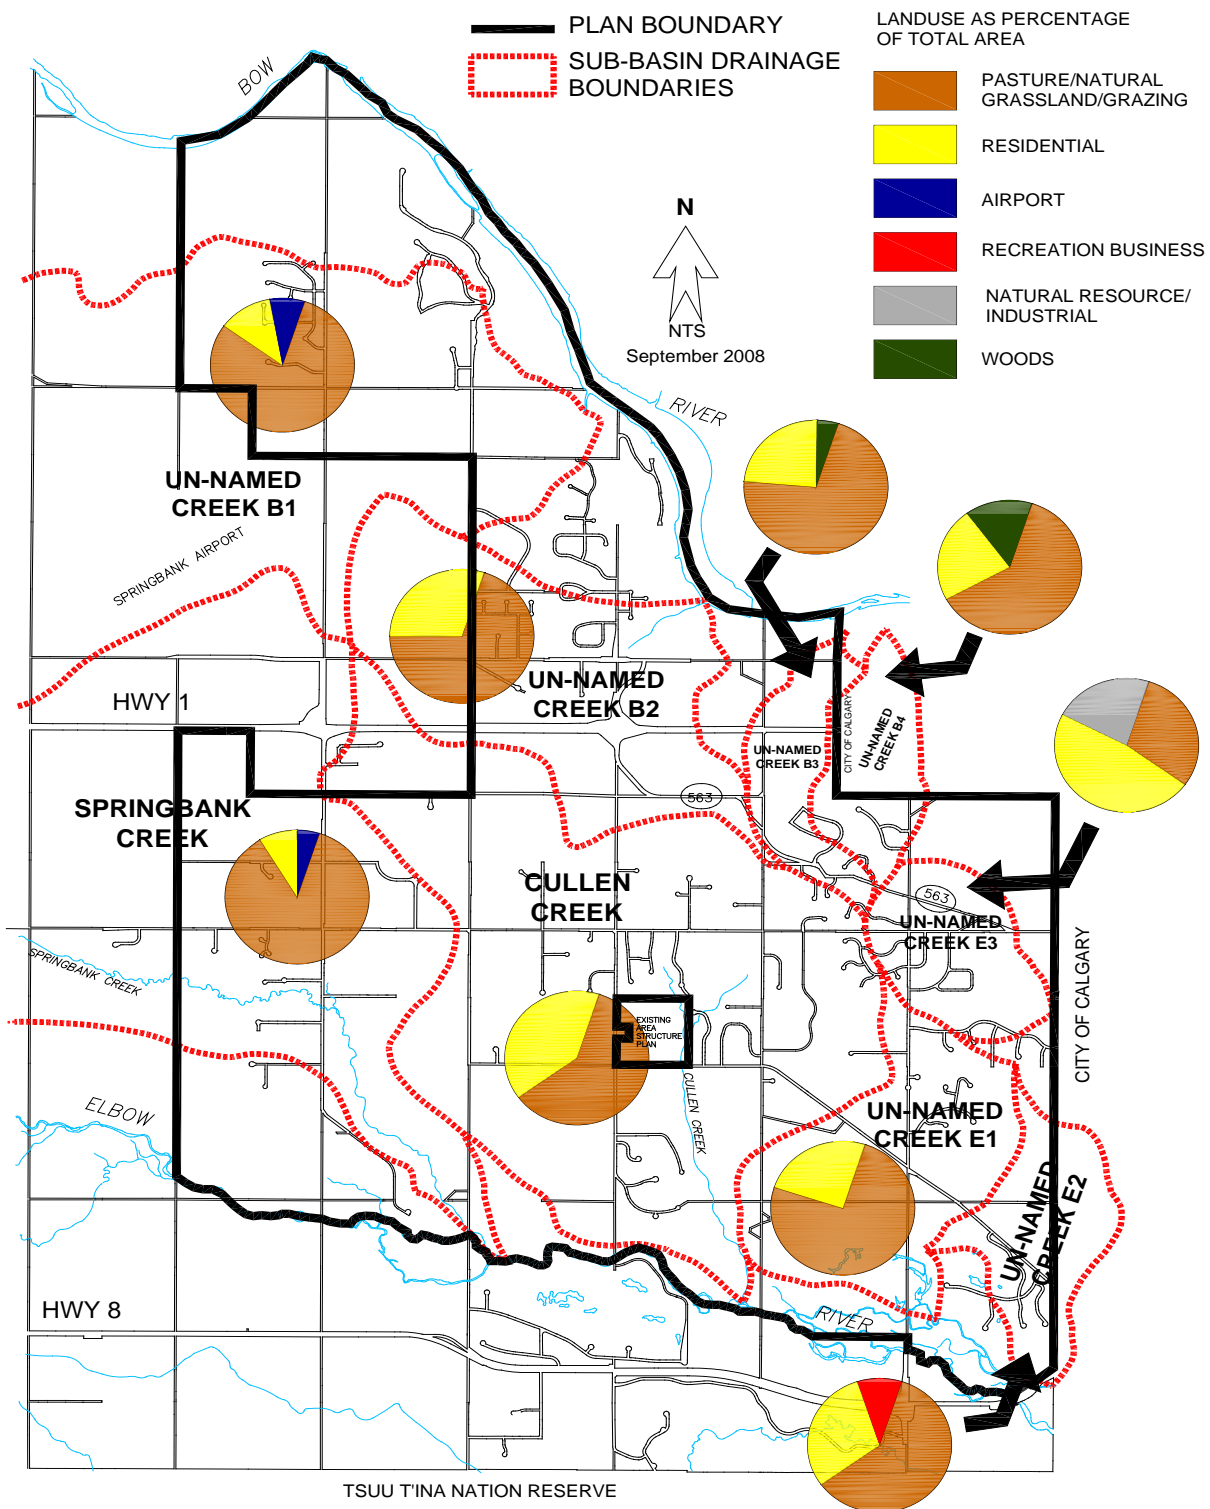 PLAN BOUNDARY
SUB-BASIN DRAINAGE
BOUNDARIES
LANDUSE AS PERCENTAGE
OF TOTAL AREA
PASTURE/NATURAL
GRASSLAND/GRAZING
RESIDENTIAL
AIRPORT
RECREATION BUSINESS
NATURAL RESOURCE/
INDUSTRIAL
WOODS
BOW
N
NTS
September 2008
RIVER
UN-NAMED
CREEK B1
SPRINGBANK AIRPORT
HWY 1
UN-NAMED
CREEK B2
UN-NAMED
CREEK B3
CITY OF CALGARY
UN-NAMED
CREEK B4
563
SPRINGBANK
CREEK
CULLEN
CREEK
563
UN-NAMED
CREEK E3
SPRINGBANK CREEK
EXISTING
AREA
STRUCTURE
PLAN
CITY OF CALGARY
CULLEN CREEK
ELBOW
UN-NAMED
CREEK E1
UN-NAMED
CREEK E2
HWY 8
RIVER
TSUU T'INA NATION RESERVE